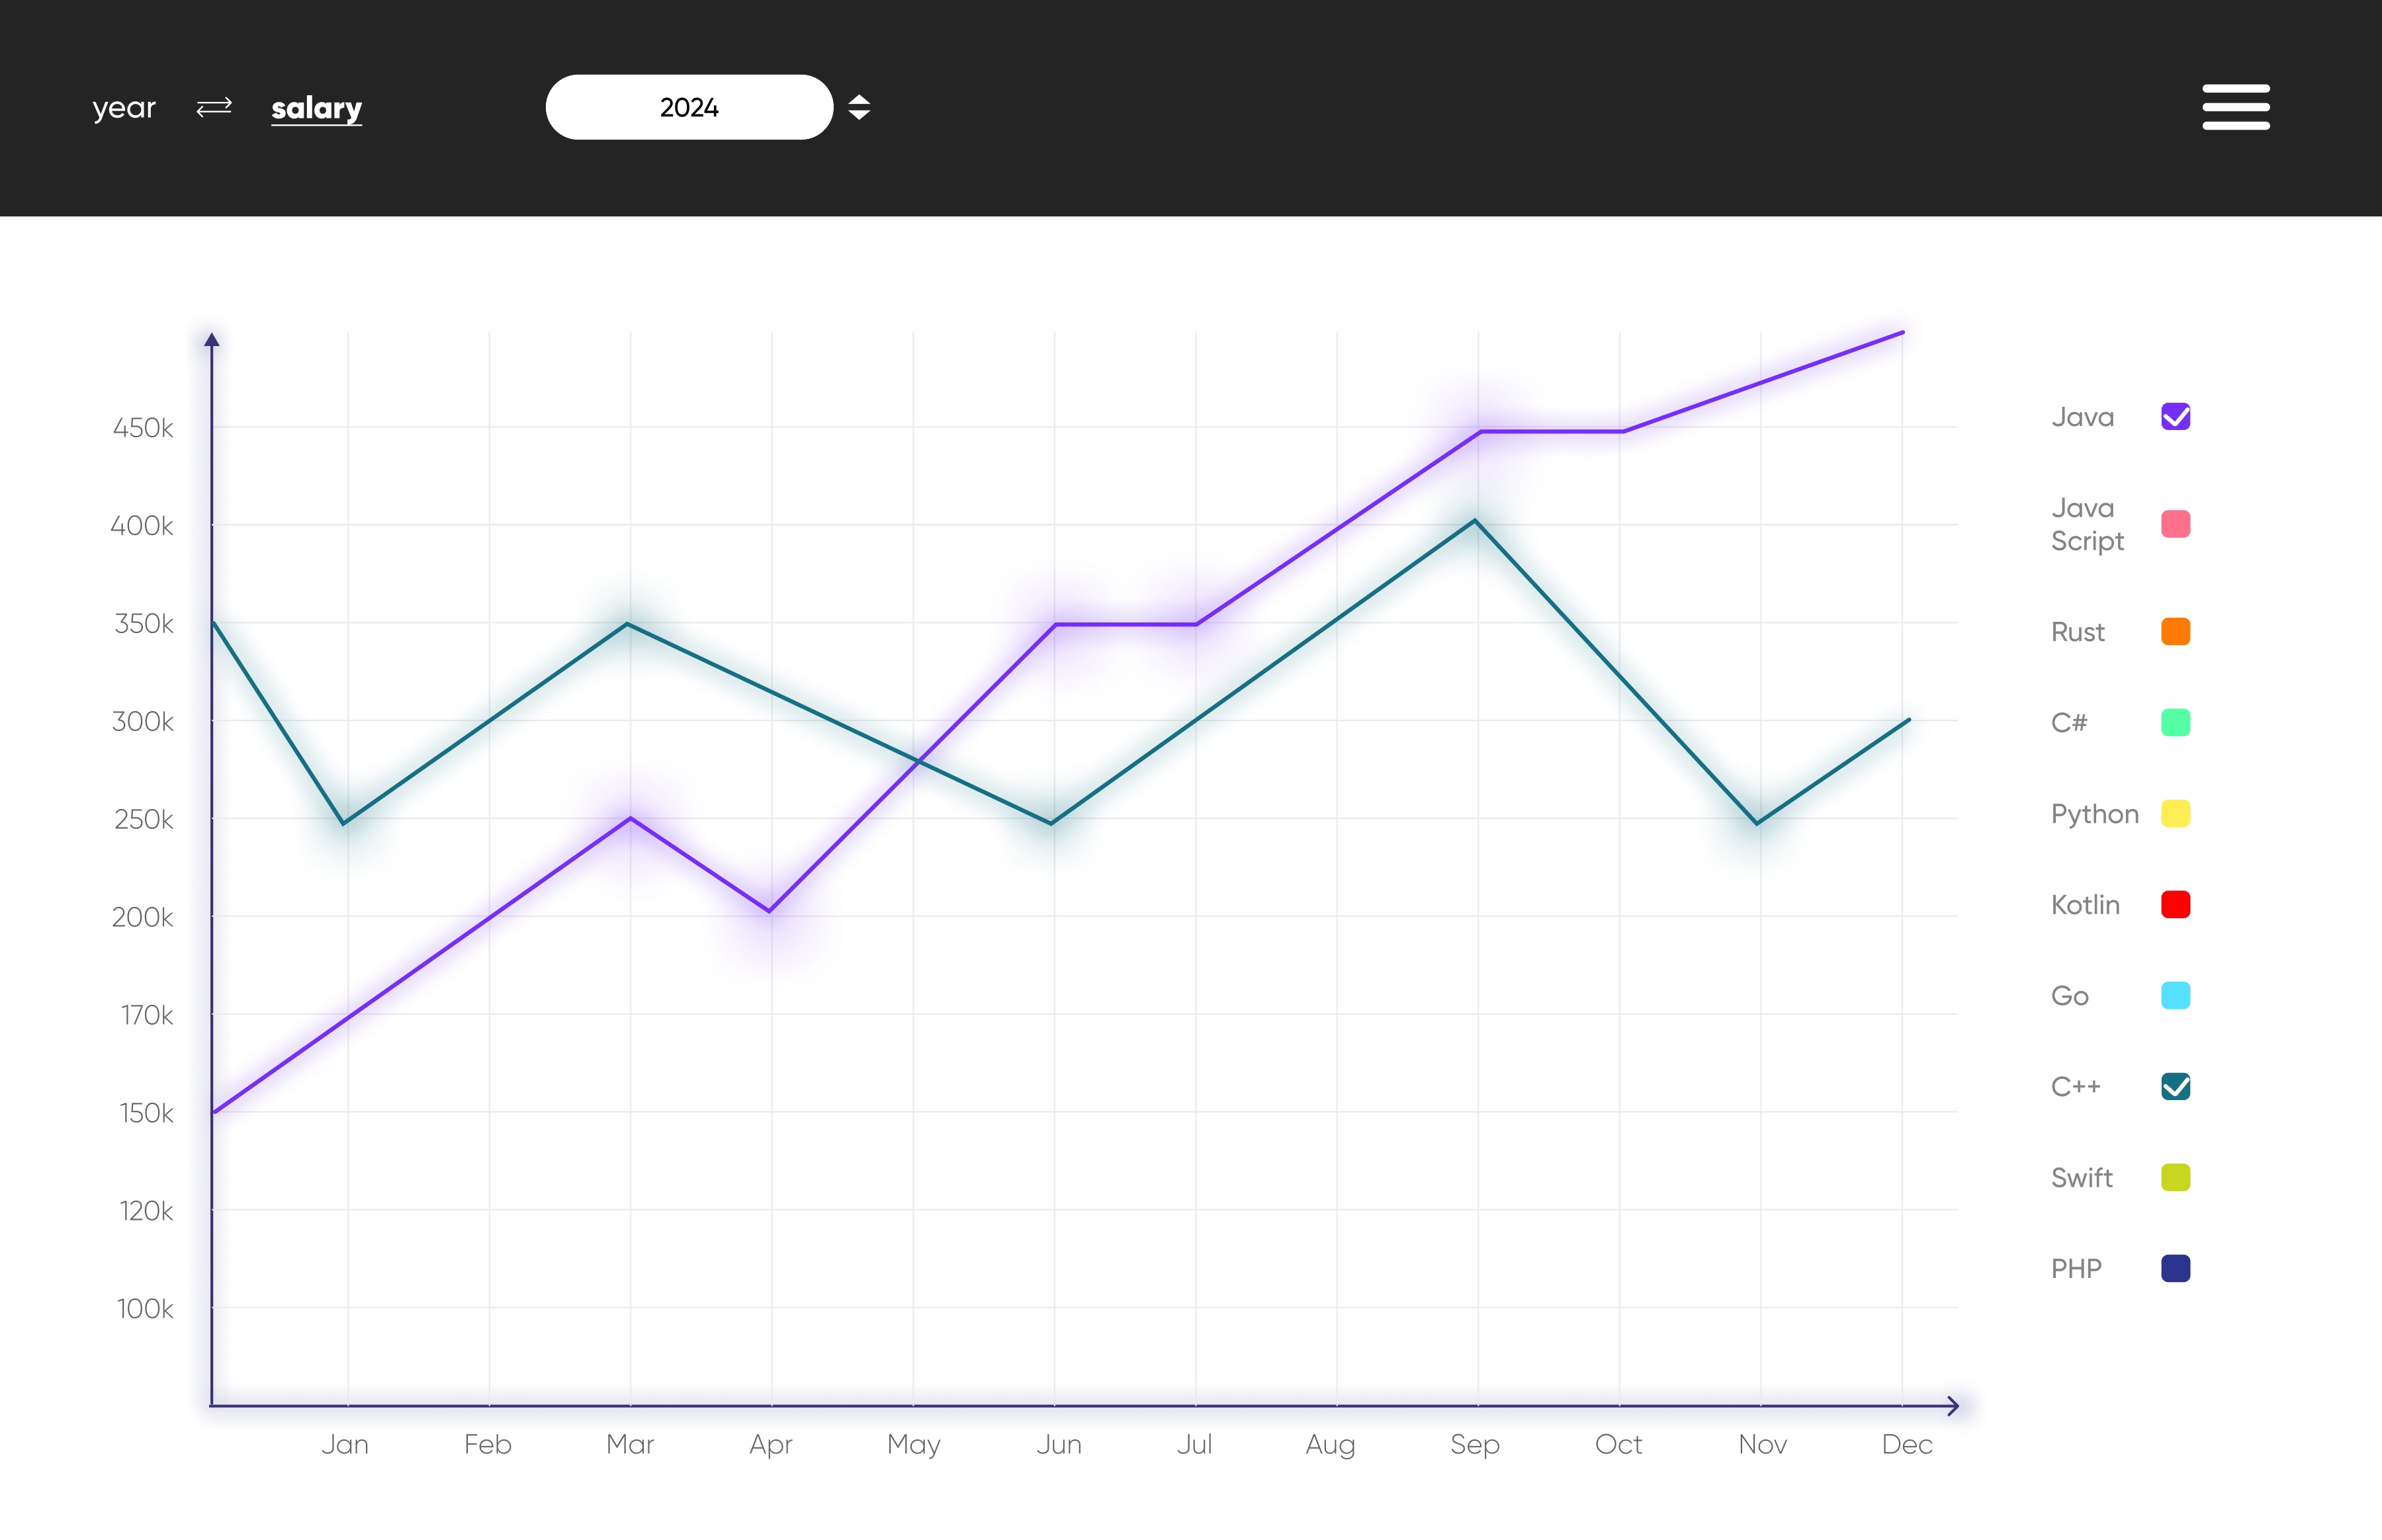 year salary 2024
450k
400k
350k
300k
250k
200k
170k
150k
120k
100k
Jan Feb Mar Apr May Jun Jul Aug Sep Oct Nov Dec
Java
Java
Script
Rust
C#
Python
Kotlin
Go
C++
Swift
PHP